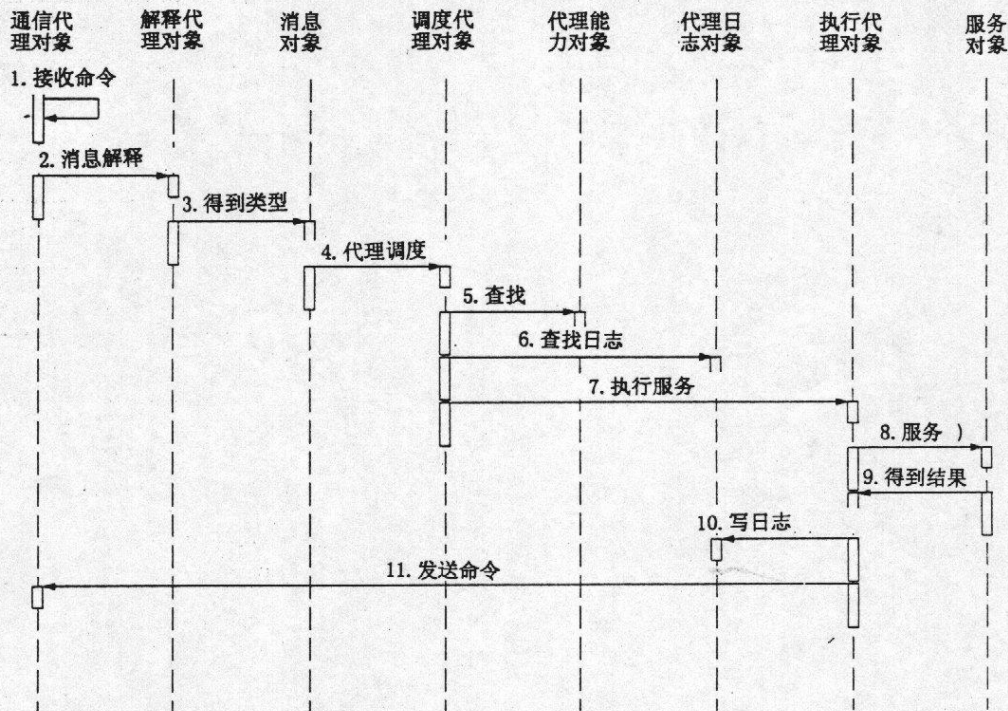 通信代
理对象
解释代
理对象
消息
对象
调度代
理对象
代理能
力对象
代理日
志对象
执行代
理对象
服务
对象
1. 接收命令
2. 消息解释
3. 得到类型
4. 代理调度
5. 查找
6. 查找日志
7. 执行服务
8. 服务 )
9. 得到结果
10. 写日志
11. 发送命令